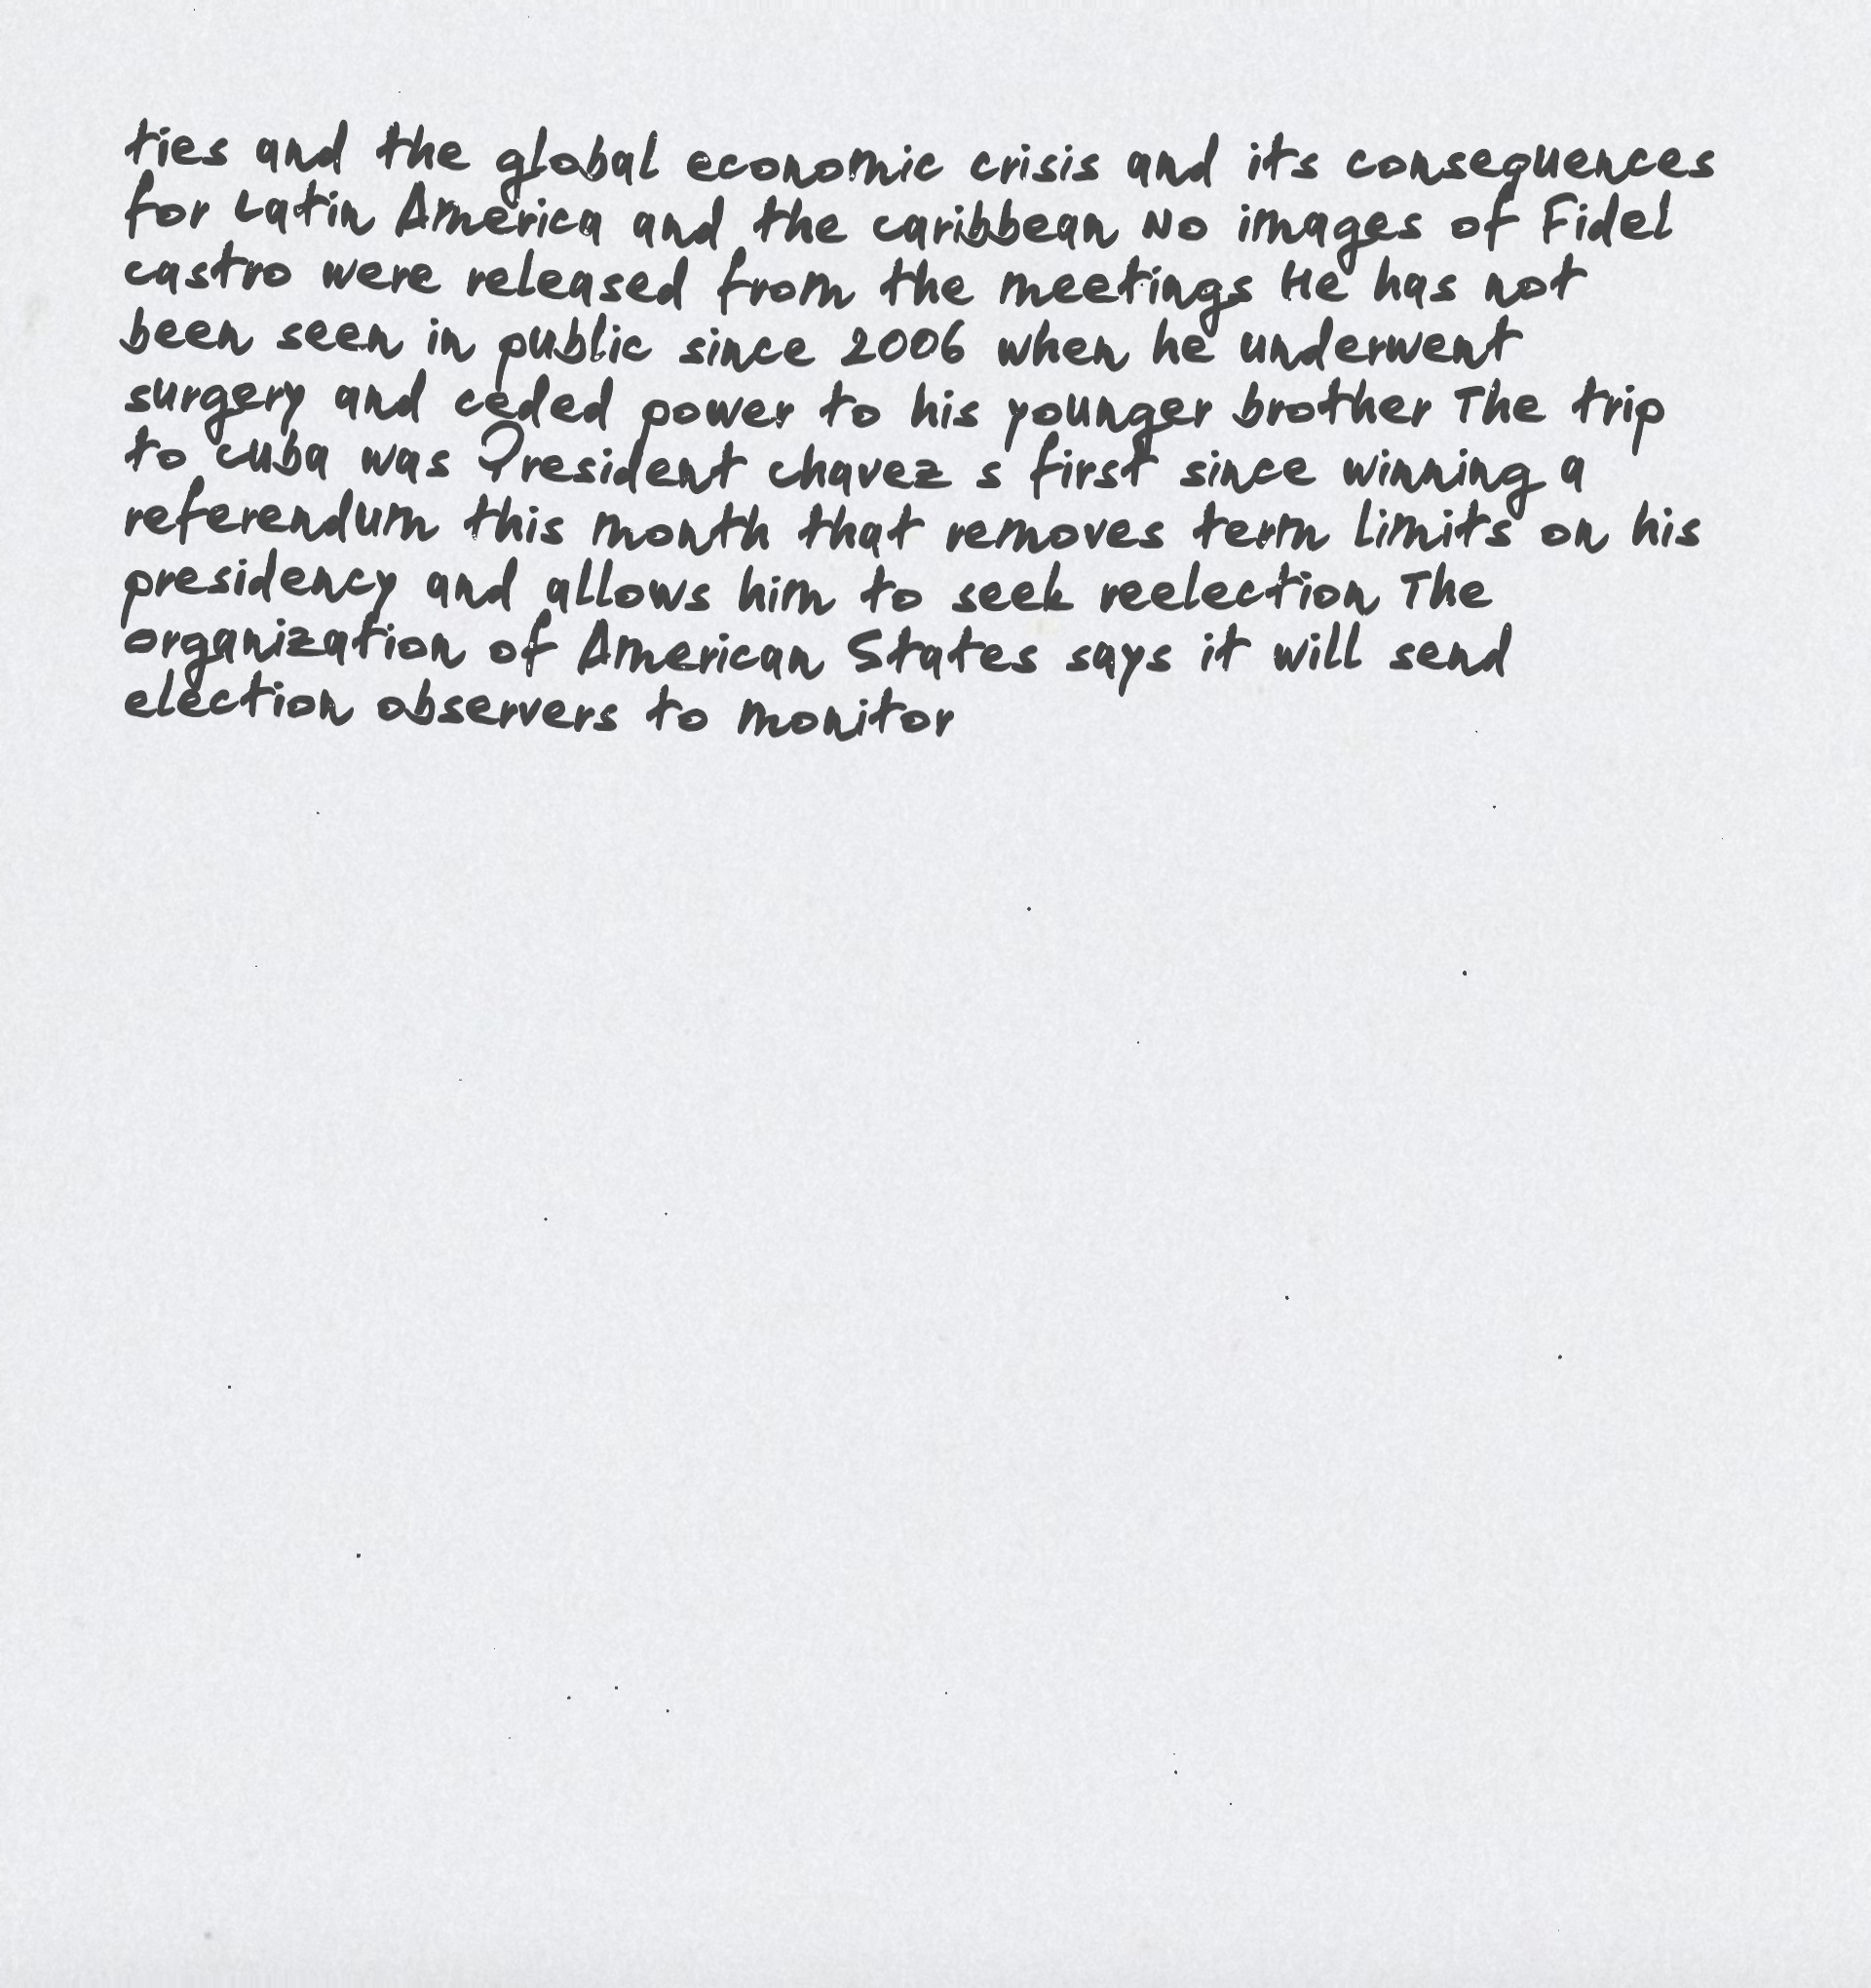 ties and the global economic crisis and its consequences
for Latin America and the Caribbean No images of Fidel
Castro were released from the meetings He has not
been seen in public since 2006 when he underwent
surgery and ceded power to his younger brother The trip
to Cuba was President Chavez s first since winning a
referendum this month that removes term limits on his
presidency and allows him to seek reelection The
Organization of American States says it will send
election observers to monitor